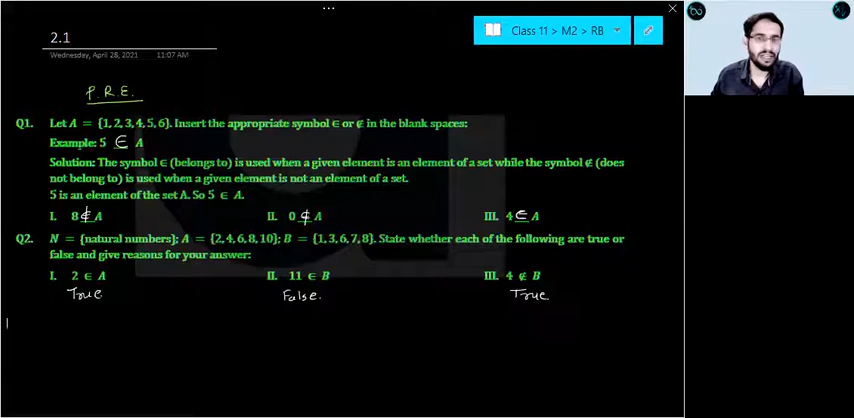 2.1
Class 11 > M2 > RB
Wednesday, April 28, 2021 11:07 AM
P.R.E.
Q1. Let A = {1,2,3,4,5,6}. Insert the appropriate symbol ∈ or ∉ in the blank spaces:
Example: 5 ∈ A
Solution: The symbol ∈ (belongs to) is used when a given element is an element of a set while the symbol ∉ (does
not belong to) is used when a given element is not an element of a set.
5 is an element of the set A. So 5 ∈ A.
I. 8 ∉ A II. 0 ∉ A III. 4 ∈ A
Q2. N = {natural numbers}; A = {2,4,6,8,10}; B = {1,3,6,7,8}. State whether each of the following are true or
false and give reasons for your answer:
I. 2 ∈ A II. 11 ∈ B III. 4 ∉ B
True False. True